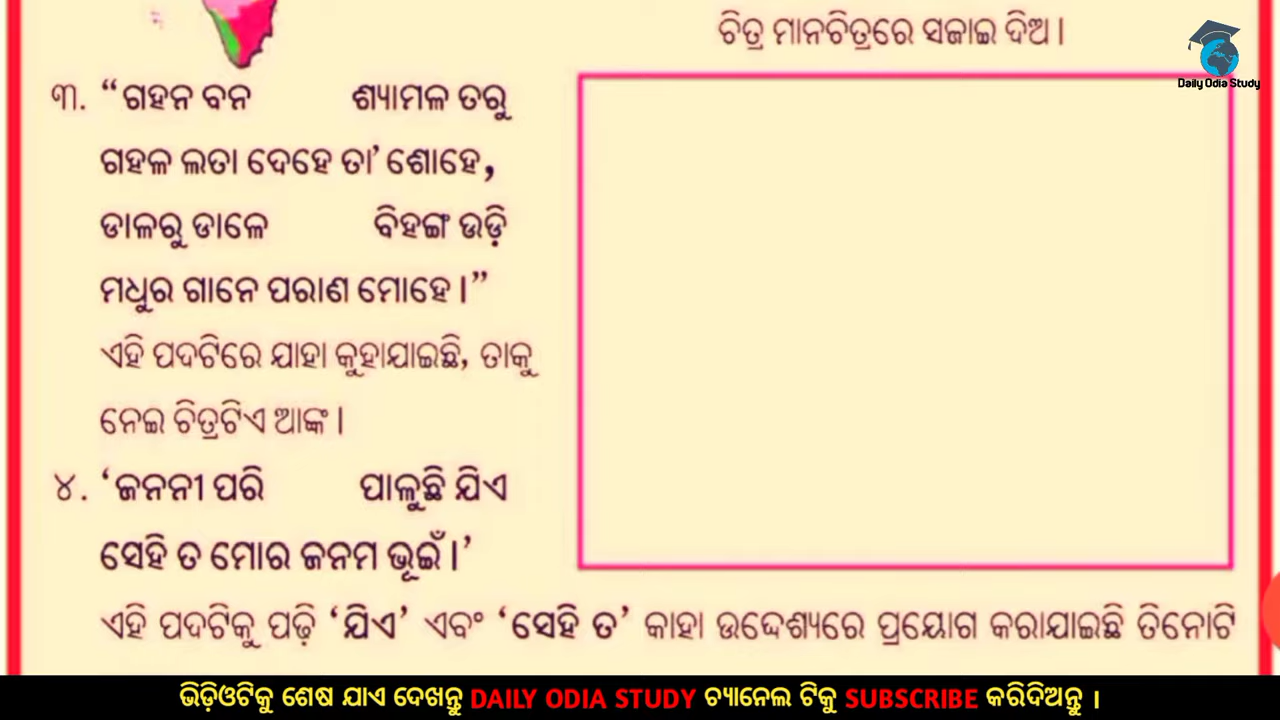 ଚିତ୍ର ମାନଚିତ୍ରରେ ସଜାଇ ଦିଅ ।
Daily Odia Study
୩. “ଗହନ ବନ ଶ୍ୟାମଳ ତରୁ
ଗହଳ ଲତା ଦେହେ ତା’ ଶୋହେ,
ଡାଳରୁ ଡାଳେ ବିହଙ୍ଗ ଉଡ଼ି
ମଧୁର ଗାନେ ପରାଣ ମୋହେ ।”
ଏହି ପଦଟିରେ ଯାହା କୁହାଯାଇଛି, ତାକୁ
ନେଇ ଚିତ୍ରଟିଏ ଆଙ୍କ ।
୪. ‘ଜନନୀ ପରି ପାଳୁଛି ଯିଏ
ସେହି ତ ମୋର ଜନମ ଭୂଇଁ ।’
ଏହି ପଦଟିକୁ ପଢ଼ି ‘ଯିଏ’ ଏବଂ ‘ସେହି ତ’ କାହା ଉଦ୍ଦେଶ୍ୟରେ ପ୍ରୟୋଗ କରାଯାଇଛି ତିନୋଟି
ଭିଡ଼ିଓଟିକୁ ଶେଷ ଯାଏ ଦେଖନ୍ତୁ DAILY ODIA STUDY ଚ୍ୟାନେଲ ଟିକୁ SUBSCRIBE କରିଦିଅନ୍ତୁ ।